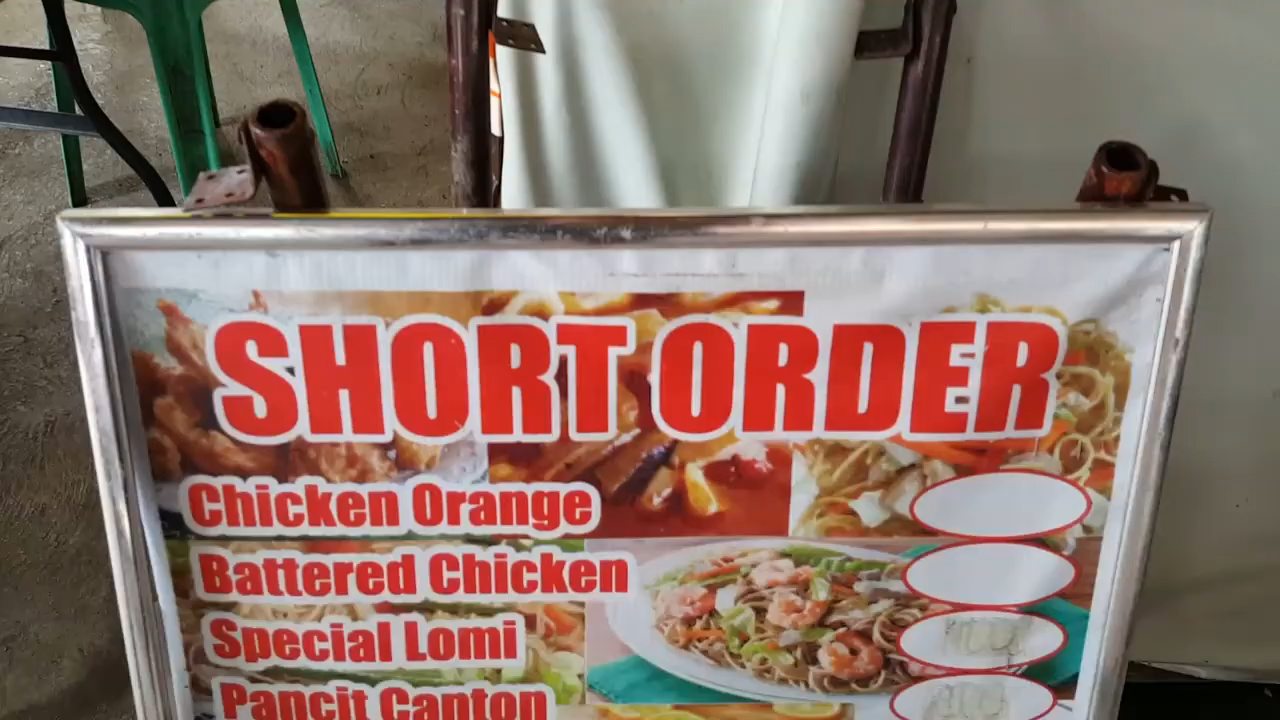 SHORT ORDER
Chicken Orange
Battered Chicken
Special Lomi
Pancit Canton